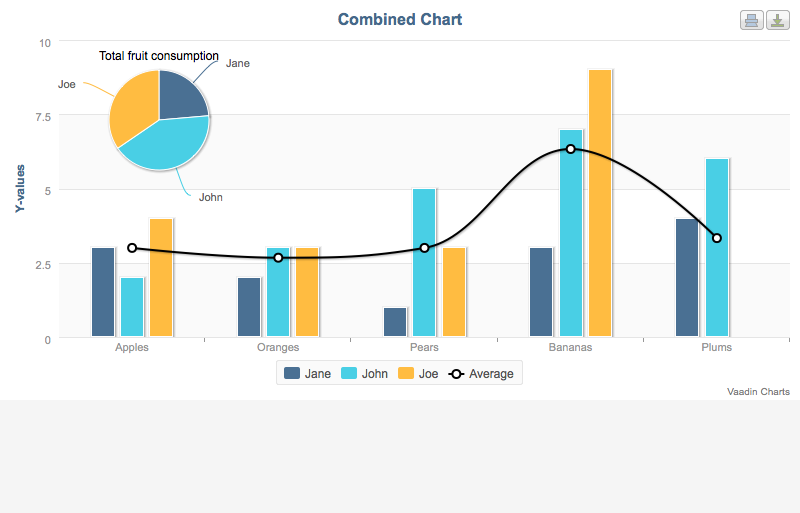 Combined Chart
Total fruit consumption
Jane
Joe
John
Y-values
10
7.5
5
2.5
0
Apples Oranges Pears Bananas Plums
Jane John Joe Average
Vaadin Charts